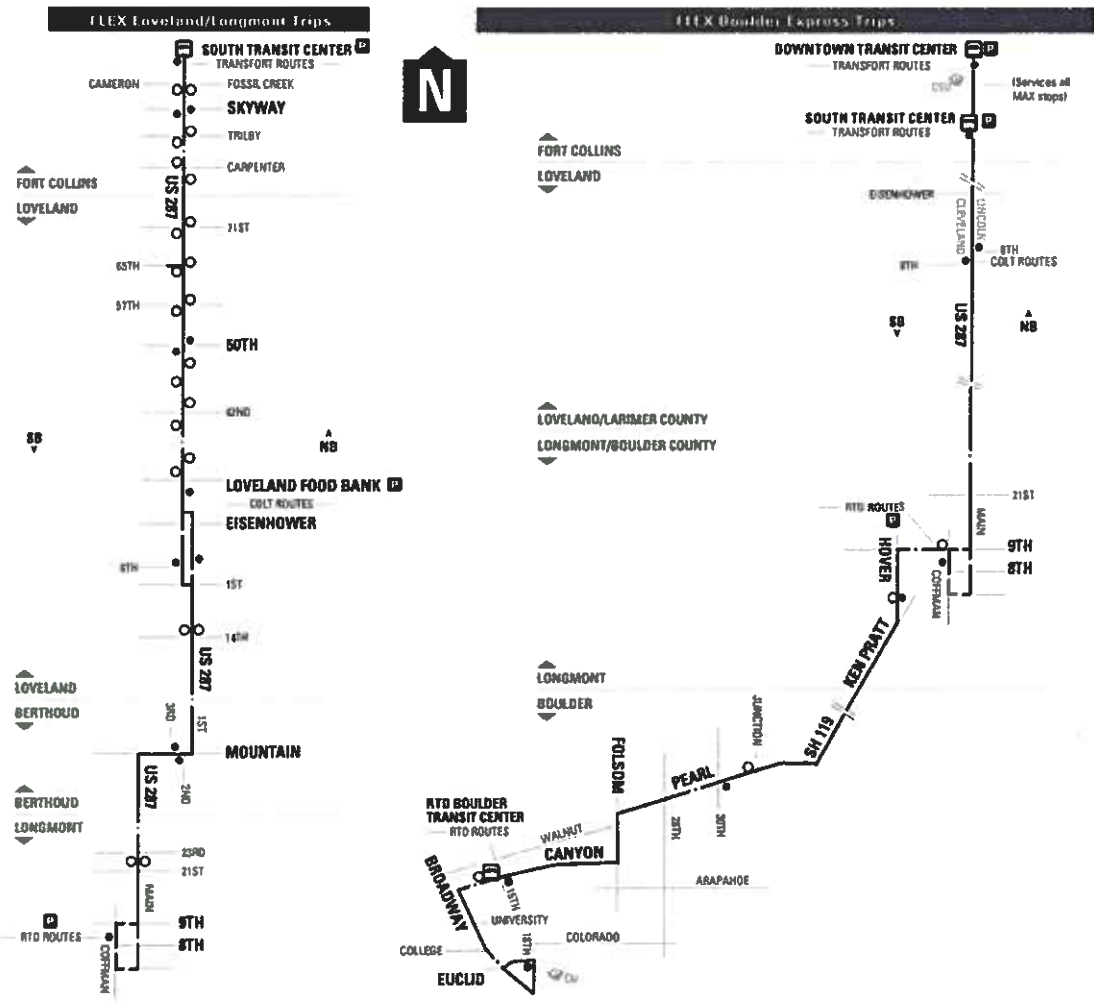 FLEX Loveland/Longmont Trips
SOUTH TRANSIT CENTER P
TRANSFORT ROUTES
CAMERON
FOSSIL CREEK
SKYWAY
TRILBY
CARPENTER
US 287
FORT COLLINS
LOVELAND
71ST
65TH
57TH
50TH
42ND
SB
NB
LOVELAND FOOD BANK P
COLT ROUTES
EISENHOWER
8TH
1ST
14TH
US 287
LOVELAND
BERTHOUD
3RD
1ST
MOUNTAIN
US 287
2ND
BERTHOUD
LONGMONT
23RD
21ST
MAIN
P
RTD ROUTES
9TH
8TH
COFFMAN
N
FLEX Boulder Express Trips
DOWNTOWN TRANSIT CENTER P
TRANSFORT ROUTES
CSU
(Services all
MAX stops)
SOUTH TRANSIT CENTER P
TRANSFORT ROUTES
FORT COLLINS
LOVELAND
EISENHOWER
CLEVELAND
LINCOLN
8TH
8TH
COLT ROUTES
US 287
SB
NB
LOVELAND/LARIMER COUNTY
LONGMONT/BOULDER COUNTY
21ST
RTD ROUTES
MAIN
P
HOVER
9TH
8TH
COFFMAN
KEN PRATT
LONGMONT
BOULDER
JUNCTION
SH 119
FOLSOM
PEARL
28TH
30TH
RTD BOULDER
TRANSIT CENTER
RTD ROUTES
WALNUT
CANYON
BROADWAY
15TH
ARAPAHOE
UNIVERSITY
18TH
COLORADO
COLLEGE
EUCLID
CU